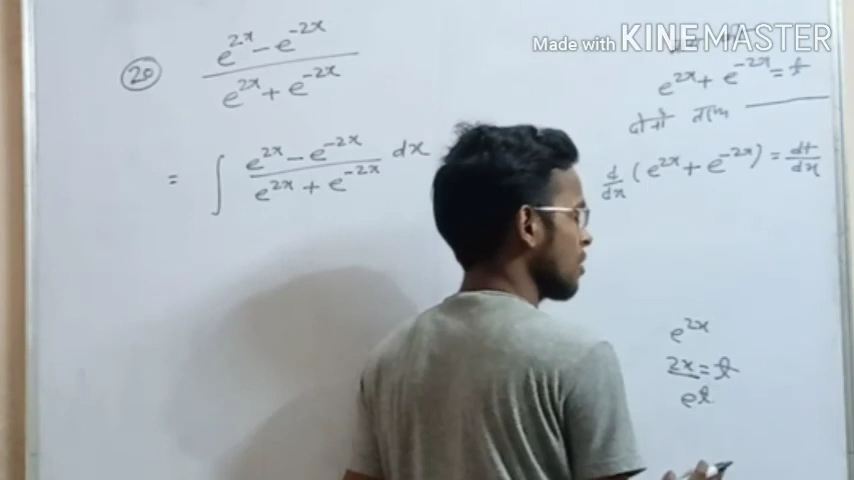 Made with KINEMASTER
(20) (e^{2x} - e^{-2x}) / (e^{2x} + e^{-2x})
= ∫ (e^{2x} - e^{-2x}) / (e^{2x} + e^{-2x}) dx
e^{2x} + e^{-2x} = t
d/dx (e^{2x} + e^{-2x}) = dt/dx
e^{2x}
2x = t
e^t